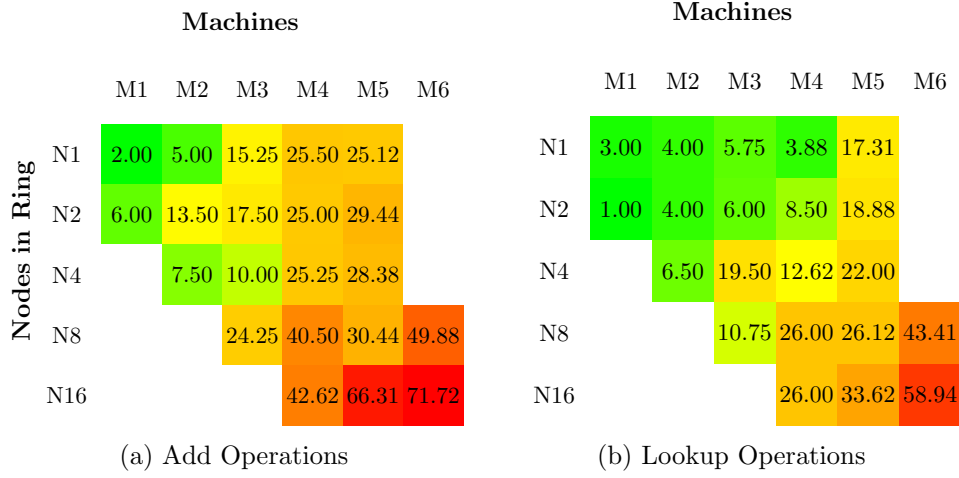 Machines
M1 M2 M3 M4 M5 M6
Nodes in Ring
N1 2.00 5.00 15.25 25.50 25.12
N2 6.00 13.50 17.50 25.00 29.44
N4 7.50 10.00 25.25 28.38
N8 24.25 40.50 30.44 49.88
N16 42.62 66.31 71.72
(a) Add Operations
Machines
M1 M2 M3 M4 M5 M6
N1 3.00 4.00 5.75 3.88 17.31
N2 1.00 4.00 6.00 8.50 18.88
N4 6.50 19.50 12.62 22.00
N8 10.75 26.00 26.12 43.41
N16 26.00 33.62 58.94
(b) Lookup Operations